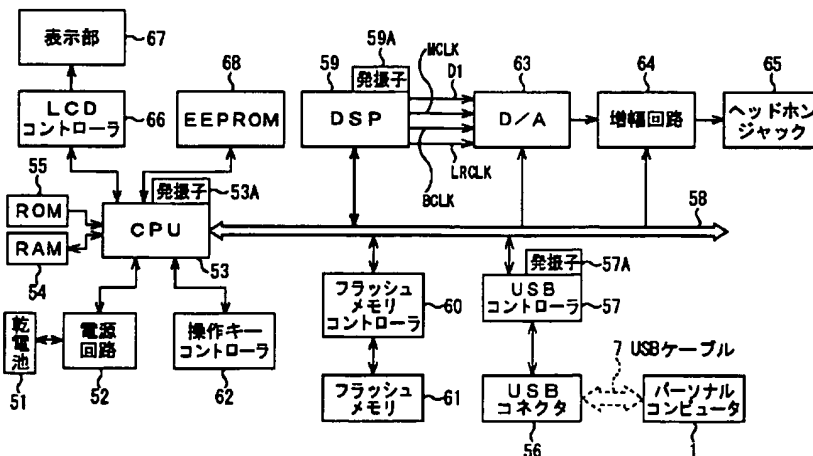 表示部
67
LCD
コントローラ
66
68
EEPROM
59
59A
発振子
DSP
MCLK
D1
BCLK
LRCLK
63
D/A
64
増幅回路
65
ヘッドホン
ジャック
55
ROM
RAM
54
発振子
53A
CPU
53
58
乾電池
51
電源
回路
52
操作キー
コントローラ
62
フラッシュ
メモリ
コントローラ
60
フラッシュ
メモリ
61
発振子
57A
USB
コントローラ
57
USB
コネクタ
56
7 USBケーブル
パーソナル
コンピュータ
1